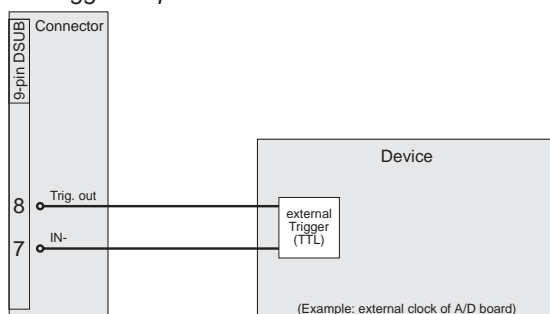 9-pin DSUB
Connector
Device
8
Trig. out
external
Trigger
(TTL)
7
IN-
(Example: external clock of A/D board)